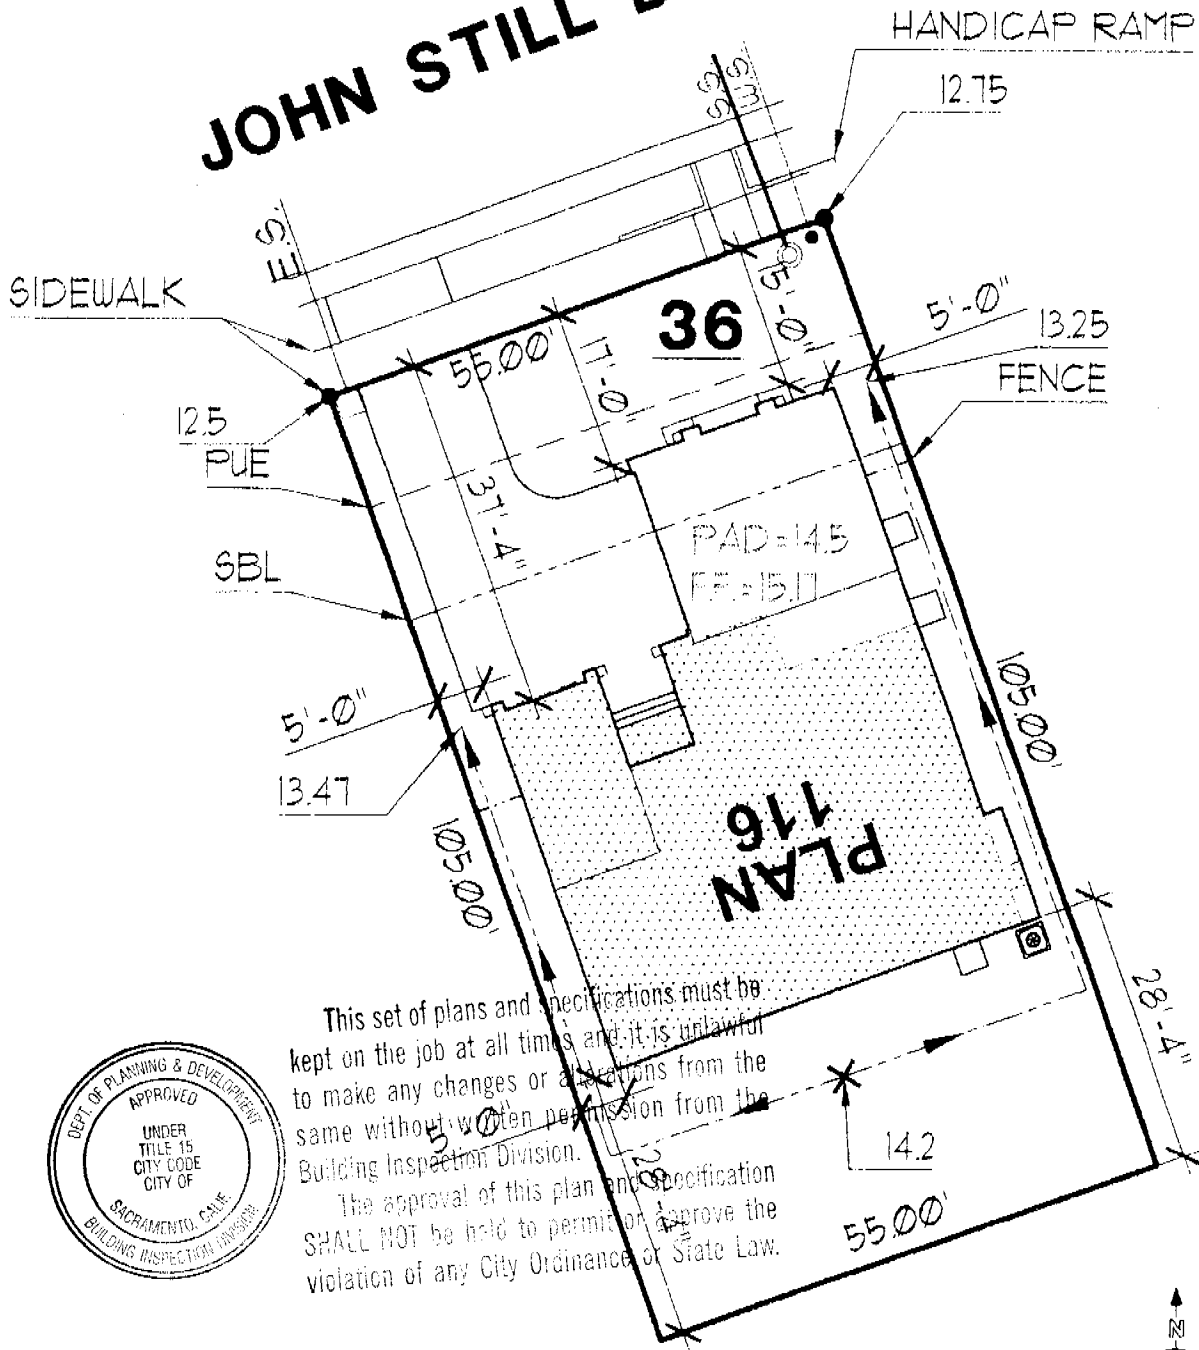 JOHN STILL
HANDICAP RAMP
12.75
E.S.
SIDEWALK
36
15'-0"
5'-0"
13.25
FENCE
55.00'
17'-0
12.5
PUE
37'-4"
PAD=14.5
F.F.=15.17
SBL
5'-0"
13.47
105.00'
105.00'
PLAN
116
28'-4"
This set of plans and specifications must be
kept on the job at all times and it is unlawful
to make any changes or alterations from the
same without written permission from the
Building Inspection Division.
The approval of this plan and specification
SHALL NOT be held to permit or approve the
violation of any City Ordinance or State Law.
5'-0"
28'-4"
14.2
55.00'
DEPT. OF PLANNING & DEVELOPMENT
APPROVED
UNDER
TITLE 15
CITY CODE
CITY OF
SACRAMENTO, CALIF.
BUILDING INSPECTION DIVISION
N